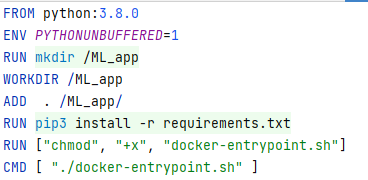 FROM python:3.8.0
ENV PYTHONUNBUFFERED=1
RUN mkdir /ML_app
WORKDIR /ML_app
ADD  . /ML_app/
RUN pip3 install -r requirements.txt
RUN ["chmod", "+x", "docker-entrypoint.sh"]
CMD [ "./docker-entrypoint.sh" ]